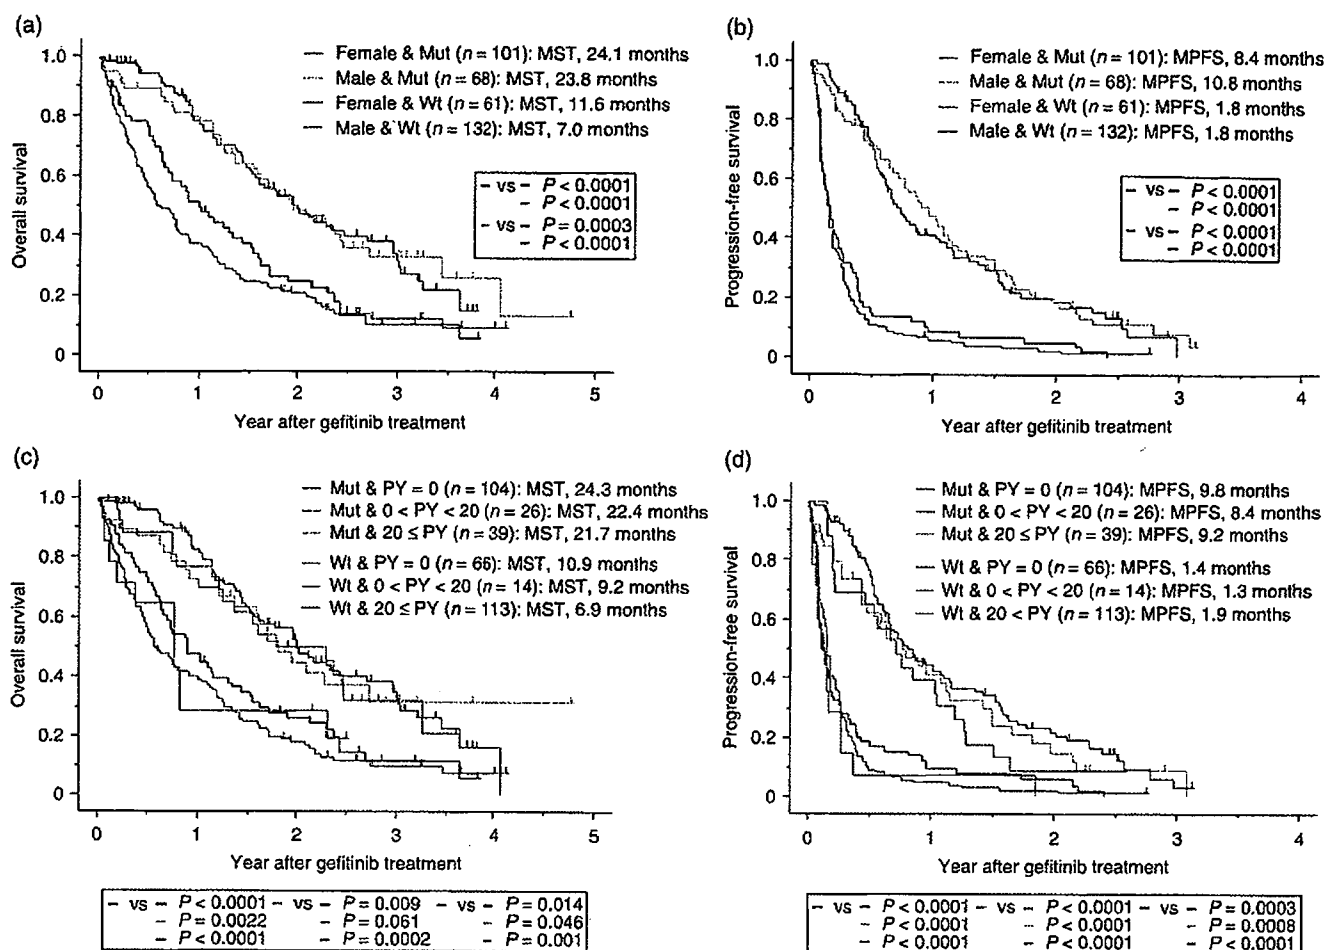 (a)
Overall survival
1.0
0.8
0.6
0.4
0.2
0
0 1 2 3 4 5
Year after gefitinib treatment
— Female & Mut (n = 101): MST, 24.1 months
Male & Mut (n = 68): MST, 23.8 months
— Female & Wt (n = 61): MST, 11.6 months
— Male & Wt (n = 132): MST, 7.0 months
– vs – P < 0.0001
– P < 0.0001
– vs – P = 0.0003
– P < 0.0001
(b)
Progression-free survival
1.0
0.8
0.6
0.4
0.2
0
0 1 2 3 4
Year after gefitinib treatment
— Female & Mut (n = 101): MPFS, 8.4 months
Male & Mut (n = 68): MPFS, 10.8 months
— Female & Wt (n = 61): MPFS, 1.8 months
— Male & Wt (n = 132): MPFS, 1.8 months
– vs – P < 0.0001
– P < 0.0001
– vs – P < 0.0001
– P < 0.0001
(c)
Overall survival
1.0
0.8
0.6
0.4
0.2
0
0 1 2 3 4 5
Year after gefitinib treatment
— Mut & PY = 0 (n = 104): MST, 24.3 months
— Mut & 0 < PY < 20 (n = 26): MST, 22.4 months
Mut & 20 ≤ PY (n = 39): MST, 21.7 months
— Wt & PY = 0 (n = 66): MST, 10.9 months
— Wt & 0 < PY < 20 (n = 14): MST, 9.2 months
— Wt & 20 ≤ PY (n = 113): MST, 6.9 months
– vs – P < 0.0001 – vs – P = 0.009 – vs – P = 0.014
– P = 0.0022 – P = 0.061 – P = 0.046
– P < 0.0001 – P = 0.0002 – P = 0.001
(d)
Progression-free survival
1.0
0.8
0.6
0.4
0.2
0
0 1 2 3 4
Year after gefitinib treatment
— Mut & PY = 0 (n = 104): MPFS, 9.8 months
— Mut & 0 < PY < 20 (n = 26): MPFS, 8.4 months
Mut & 20 ≤ PY (n = 39): MPFS, 9.2 months
— Wt & PY = 0 (n = 66): MPFS, 1.4 months
— Wt & 0 < PY < 20 (n = 14): MPFS, 1.3 months
— Wt & 20 < PY (n = 113): MPFS, 1.9 months
– vs – P < 0.0001 – vs – P < 0.0001 – vs – P = 0.0003
– P < 0.0001 – P < 0.0001 – P = 0.0008
– P < 0.0001 – P < 0.0001 – P < 0.0001